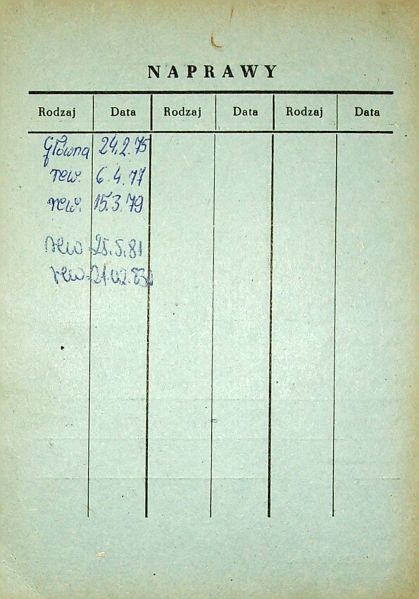 NAPRAWY
Rodzaj Data Rodzaj Data Rodzaj Data
główna 24.2.75
rew. 6.4.77
rew. 15.3.79
rew 25.5.81
rew.